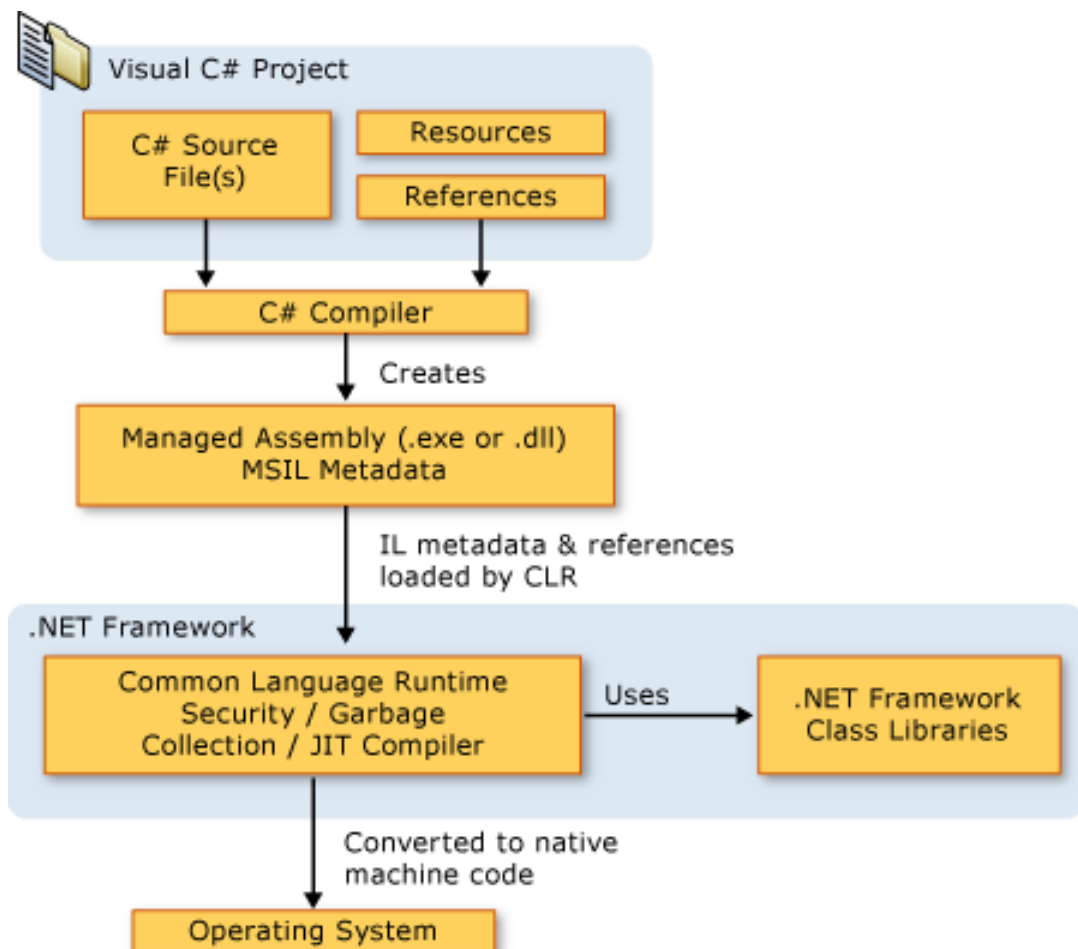 Visual C# Project
C# Source
File(s)
Resources
References
C# Compiler
Creates
Managed Assembly (.exe or .dll)
MSIL Metadata
IL metadata & references
loaded by CLR
.NET Framework
Common Language Runtime
Security / Garbage
Collection / JIT Compiler
Uses
.NET Framework
Class Libraries
Converted to native
machine code
Operating System